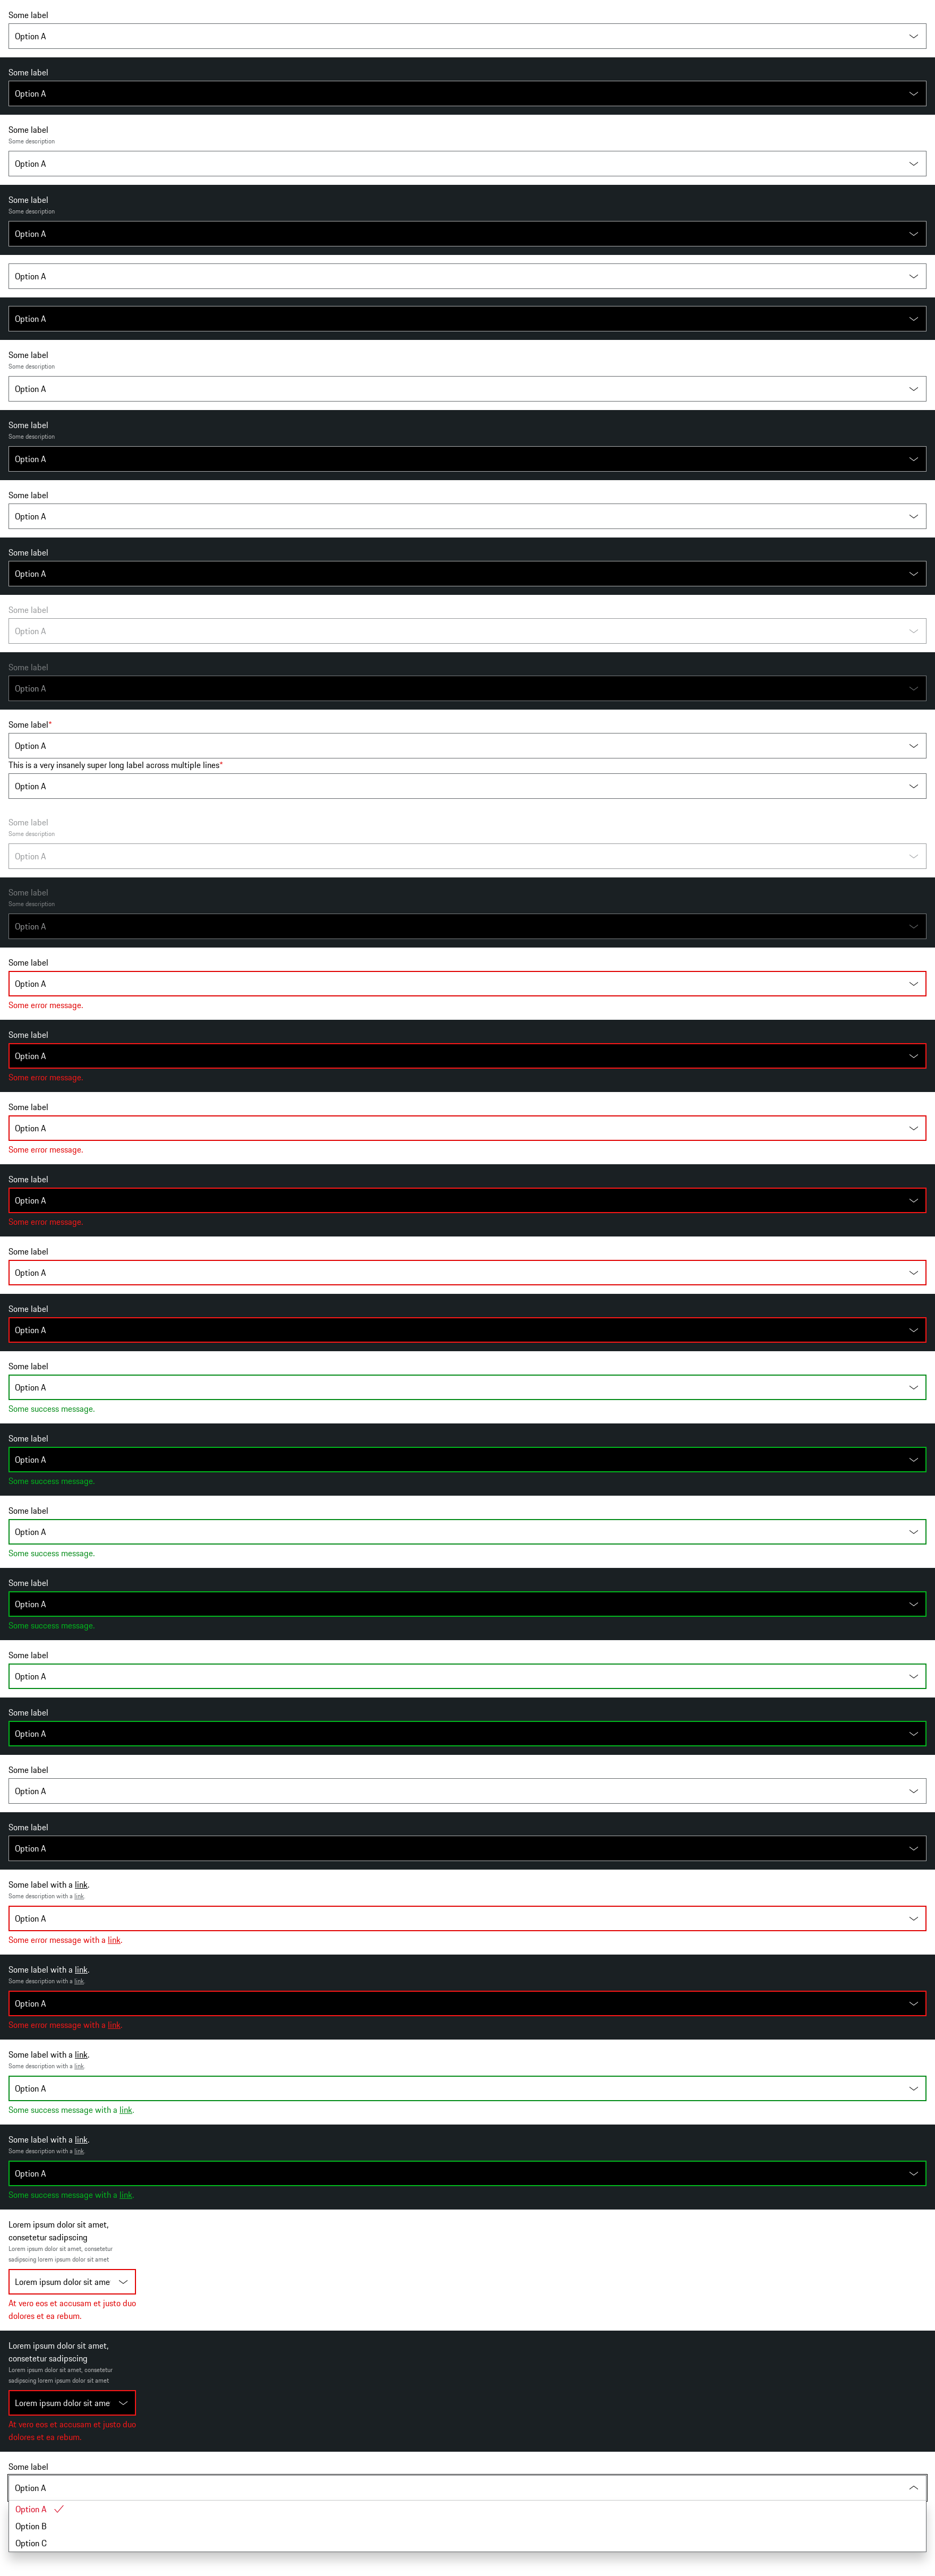 Some label
Option A
Some label
Option A
Some label
Some description
Option A
Some label
Some description
Option A
Option A
Option A
Some label
Some description
Option A
Some label
Some description
Option A
Some label
Option A
Some label
Option A
Some label
Option A
Some label
Option A
Some label*
Option A
This is a very insanely super long label across multiple lines*
Option A
Some label
Some description
Option A
Some label
Some description
Option A
Some label
Option A
Some error message.
Some label
Option A
Some error message.
Some label
Option A
Some error message.
Some label
Option A
Some error message.
Some label
Option A
Some label
Option A
Some label
Option A
Some success message.
Some label
Option A
Some success message.
Some label
Option A
Some success message.
Some label
Option A
Some success message.
Some label
Option A
Some label
Option A
Some label
Option A
Some label
Option A
Some label with a link.
Some description with a link.
Option A
Some error message with a link.
Some label with a link.
Some description with a link.
Option A
Some error message with a link.
Some label with a link.
Some description with a link.
Option A
Some success message with a link.
Some label with a link.
Some description with a link.
Option A
Some success message with a link.
Lorem ipsum dolor sit amet,
consetetur sadipscing
Lorem ipsum dolor sit amet, consetetur
sadipscing lorem ipsum dolor sit amet
Lorem ipsum dolor sit ame
At vero eos et accusam et justo duo
dolores et ea rebum.
Lorem ipsum dolor sit amet,
consetetur sadipscing
Lorem ipsum dolor sit amet, consetetur
sadipscing lorem ipsum dolor sit amet
Lorem ipsum dolor sit ame
At vero eos et accusam et justo duo
dolores et ea rebum.
Some label
Option A
Option A
Option B
Option C